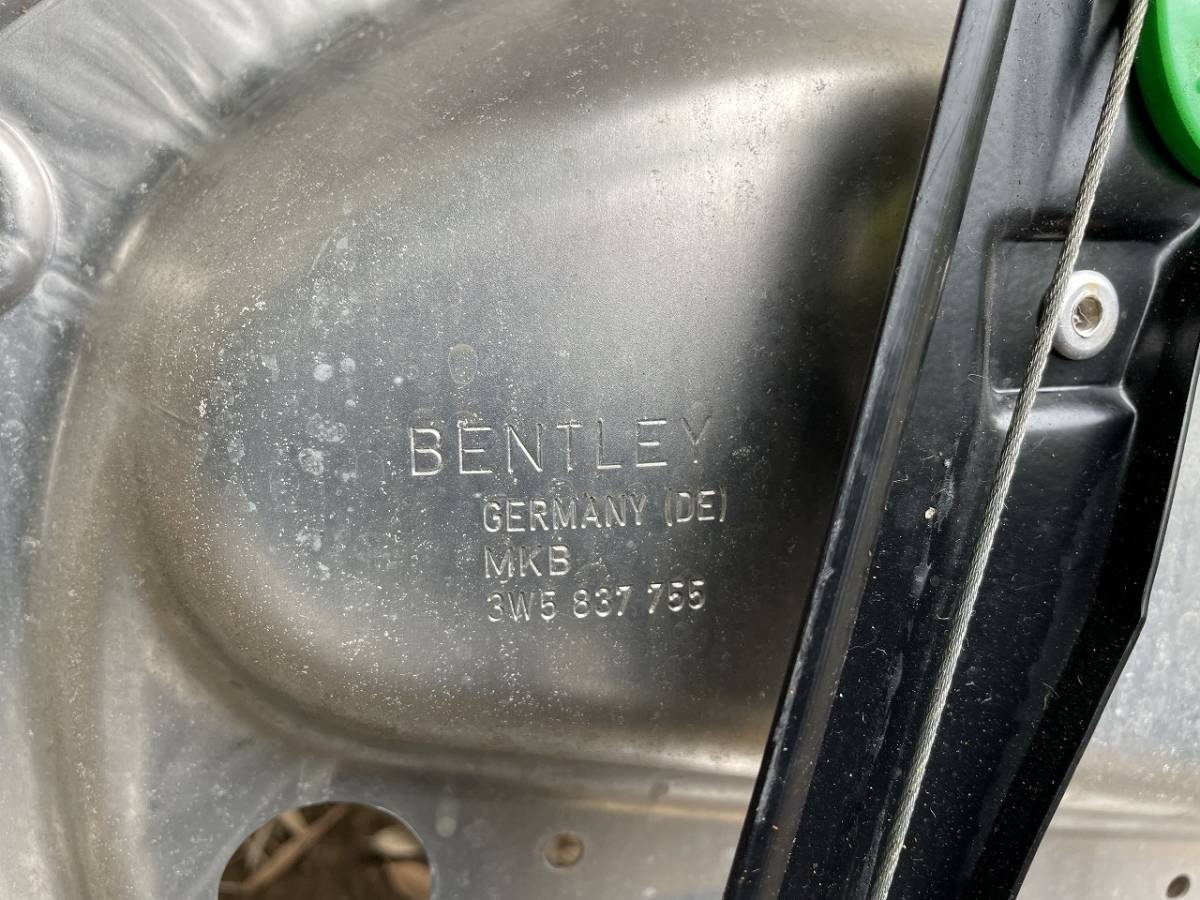 BENTLEY
GERMANY (DE)
MKB
3W5 837 755